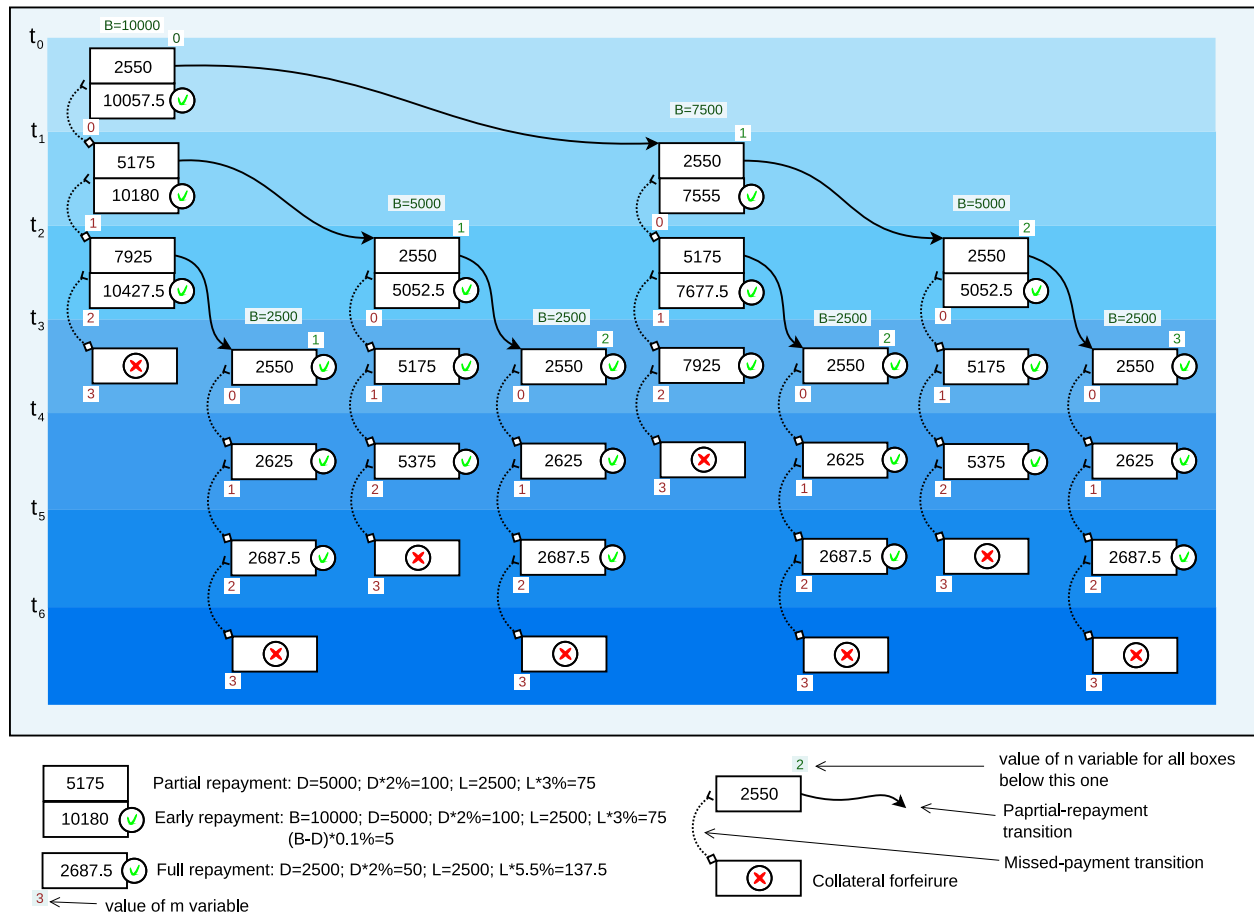 B=10000
t0
0
2550
10057.5
0
t1
B=7500
1
5175
2550
10180
7555
1
B=5000
1
0
B=5000
2
t2
7925
2550
5175
2550
10427.5
5052.5
7677.5
5052.5
2
0
1
0
t3
B=2500
1
B=2500
2
B=2500
2
B=2500
3
2550
5175
2550
7925
2550
5175
2550
3
0
1
0
2
0
1
0
t4
2625
5375
2625
2625
5375
2625
1
2
1
3
1
2
1
t5
2687.5
2687.5
2687.5
2687.5
2
3
2
2
3
2
t6
3
3
3
3
5175
Partial repayment: D=5000; D*2%=100; L=2500; L*3%=75
10180
Early repayment: B=10000; D=5000; D*2%=100; L=2500; L*3%=75
(B-D)*0.1%=5
2687.5
Full repayment: D=2500; D*2%=50; L=2500; L*5.5%=137.5
3
value of m variable
2
value of n variable for all boxes
below this one
2550
Paprtial-repayment
transition
Missed-payment transition
Collateral forfeirure